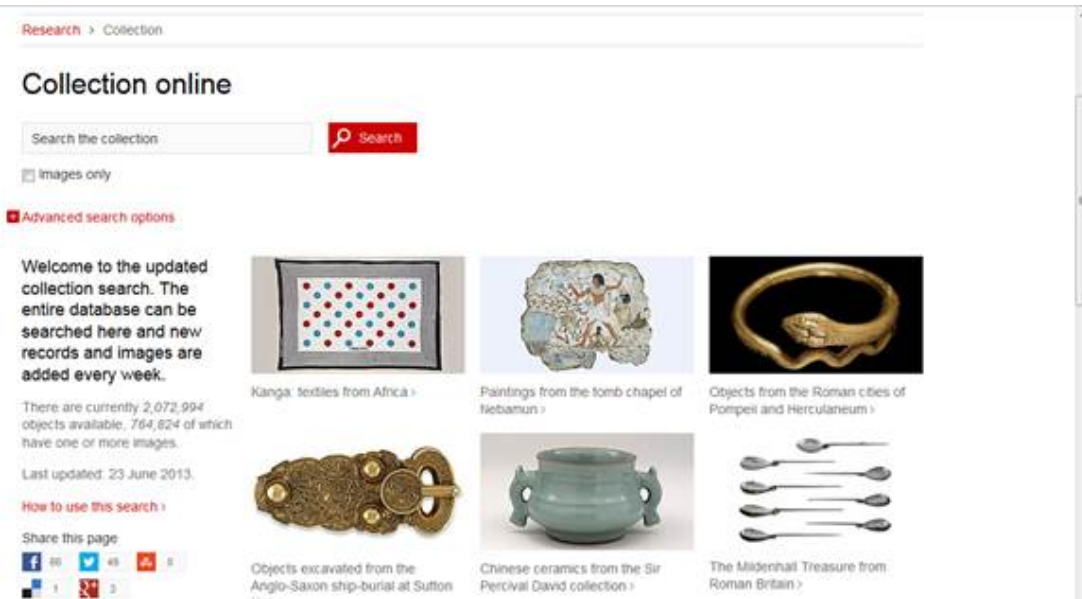 Research > Collection
Collection online
Search the collection
Search
Images only
Advanced search options
Welcome to the updated
collection search. The
entire database can be
searched here and new
records and images are
added every week.
There are currently 2,072,994
objects available, 764,824 of which
have one or more images.
Last updated: 23 June 2013.
How to use this search ›
Share this page
66 49 8
1 3
Kanga: textiles from Africa ›
Paintings from the tomb chapel of
Nebamun ›
Objects from the Roman cities of
Pompeii and Herculaneum ›
Objects excavated from the
Anglo-Saxon ship-burial at Sutton
Chinese ceramics from the Sir
Percival David collection ›
The Mildenhall Treasure from
Roman Britain ›